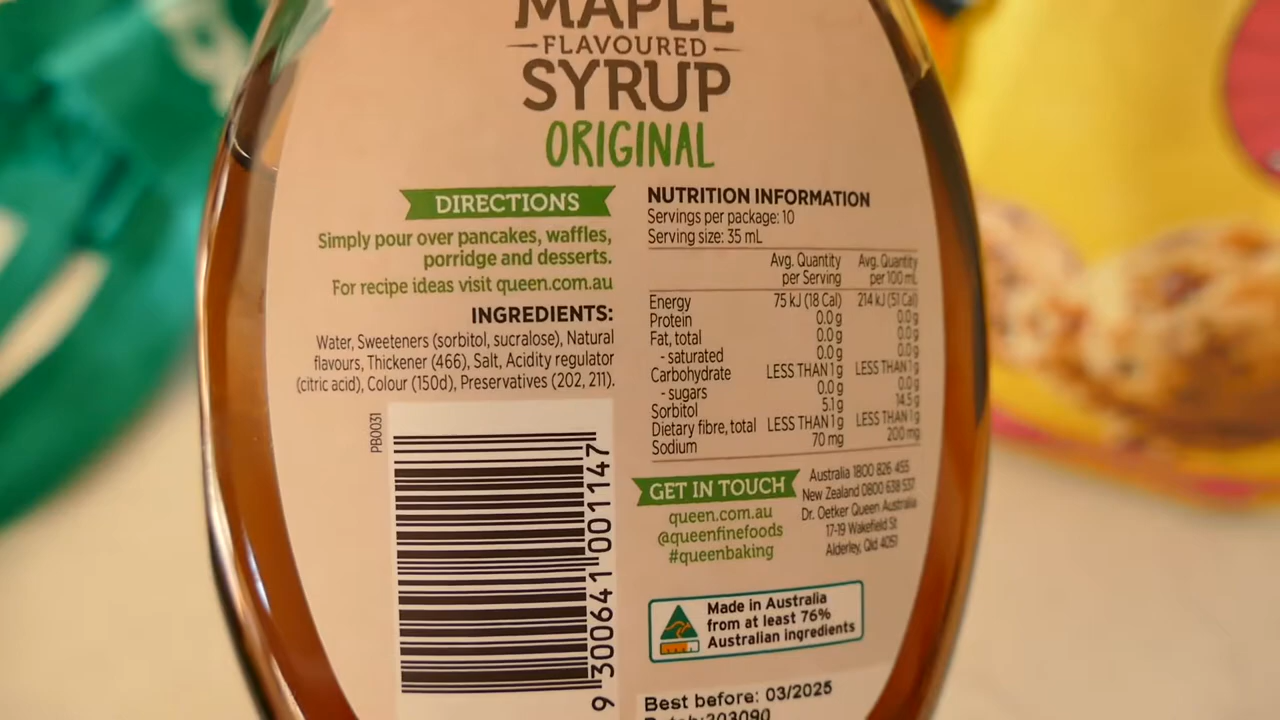 MAPLE
FLAVOURED
SYRUP
ORIGINAL
DIRECTIONS
Simply pour over pancakes, waffles,
porridge and desserts.
For recipe ideas visit queen.com.au
INGREDIENTS:
Water, Sweeteners (sorbitol, sucralose), Natural
flavours, Thickener (466), Salt, Acidity regulator
(citric acid), Colour (150d), Preservatives (202, 211).
PB0031
9 300641 001147
NUTRITION INFORMATION
Servings per package: 10
Serving size: 35 mL
Avg. Quantity per Serving Avg. Quantity per 100 mL
Energy 75 kJ (18 Cal) 214 kJ (51 Cal)
Protein 0.0 g 0.0 g
Fat, total 0.0 g 0.0 g
- saturated 0.0 g 0.0 g
Carbohydrate LESS THAN 1 g LESS THAN 1 g
- sugars 0.0 g 0.0 g
Sorbitol 5.1 g 14.5 g
Dietary fibre, total LESS THAN 1 g LESS THAN 1 g
Sodium 70 mg 200 mg
GET IN TOUCH
queen.com.au
@queenfinefoods
#queenbaking
Australia 1800 826 455
New Zealand 0800 638 537
Dr. Oetker Queen Australia
17-19 Wakefield St
Alderley, Qld 4051
Made in Australia
from at least 76%
Australian ingredients
Best before: 03/2025
Batch:203090